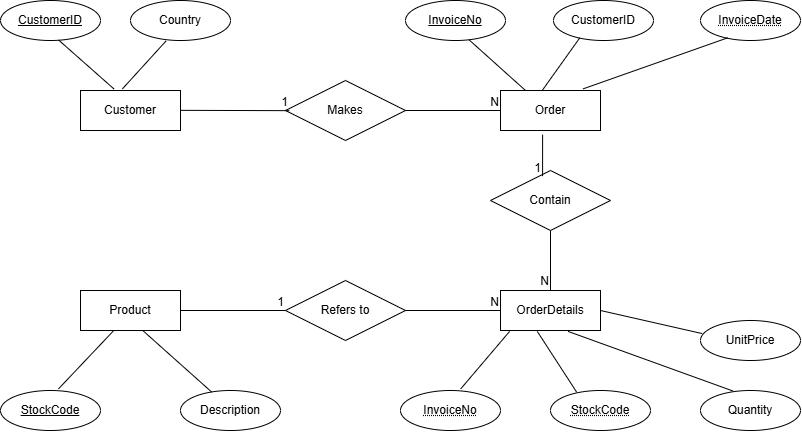 CustomerID
Country
InvoiceNo
CustomerID
InvoiceDate
Customer
1
Makes
N
Order
1
Contain
N
Product
1
Refers to
N
OrderDetails
UnitPrice
StockCode
Description
InvoiceNo
StockCode
Quantity